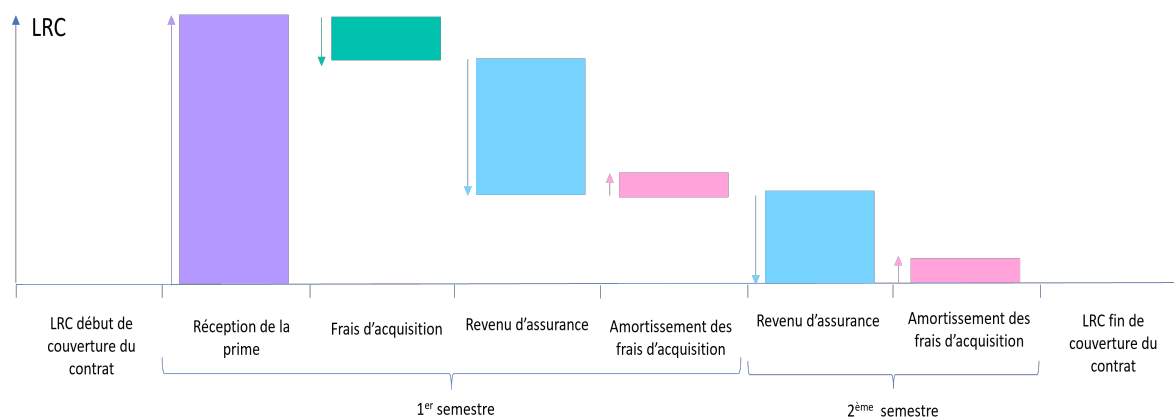 LRC
LRC début de
couverture du
contrat
Réception de la
prime
Frais d’acquisition
Revenu d’assurance
Amortissement des
frais d’acquisition
Revenu d’assurance
Amortissement des
frais d’acquisition
LRC fin de
couverture du
contrat
1er semestre
2ème semestre